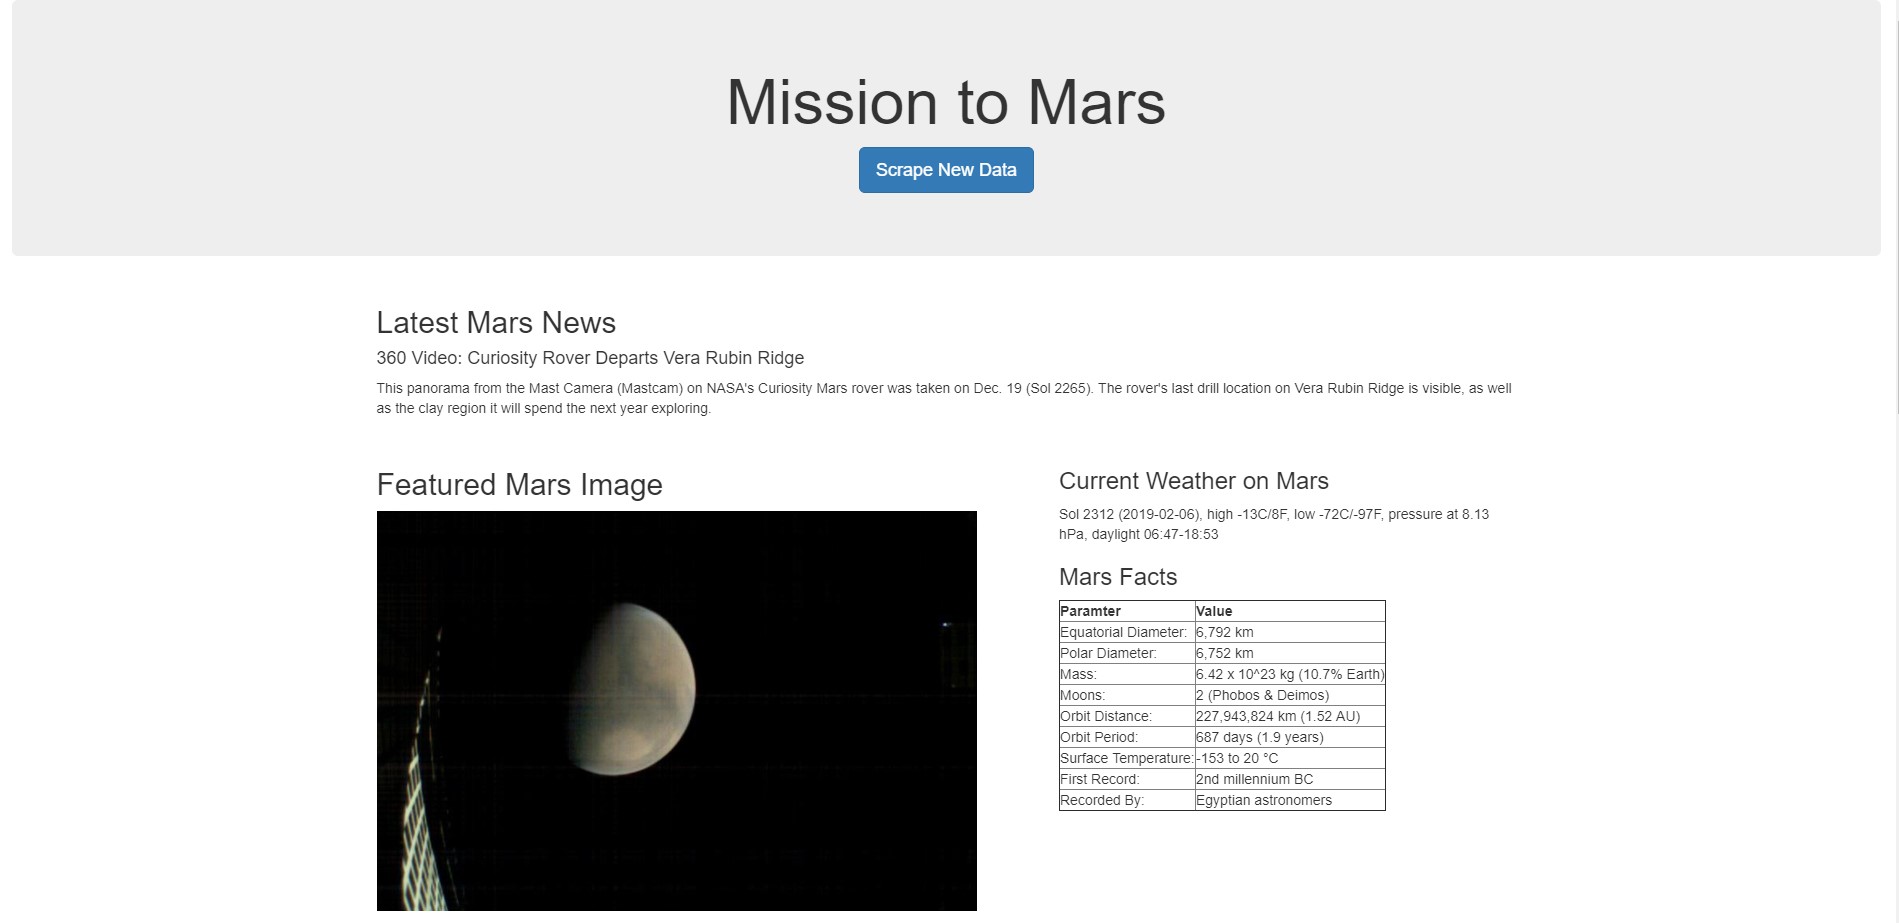 Mission to Mars
Scrape New Data
Latest Mars News
360 Video: Curiosity Rover Departs Vera Rubin Ridge
This panorama from the Mast Camera (Mastcam) on NASA's Curiosity Mars rover was taken on Dec. 19 (Sol 2265). The rover's last drill location on Vera Rubin Ridge is visible, as well
as the clay region it will spend the next year exploring.
Featured Mars Image
Current Weather on Mars
Sol 2312 (2019-02-06), high -13C/8F, low -72C/-97F, pressure at 8.13
hPa, daylight 06:47-18:53
Mars Facts
Paramter Value
Equatorial Diameter: 6,792 km
Polar Diameter: 6,752 km
Mass: 6.42 x 10^23 kg (10.7% Earth)
Moons: 2 (Phobos & Deimos)
Orbit Distance: 227,943,824 km (1.52 AU)
Orbit Period: 687 days (1.9 years)
Surface Temperature: -153 to 20 °C
First Record: 2nd millennium BC
Recorded By: Egyptian astronomers